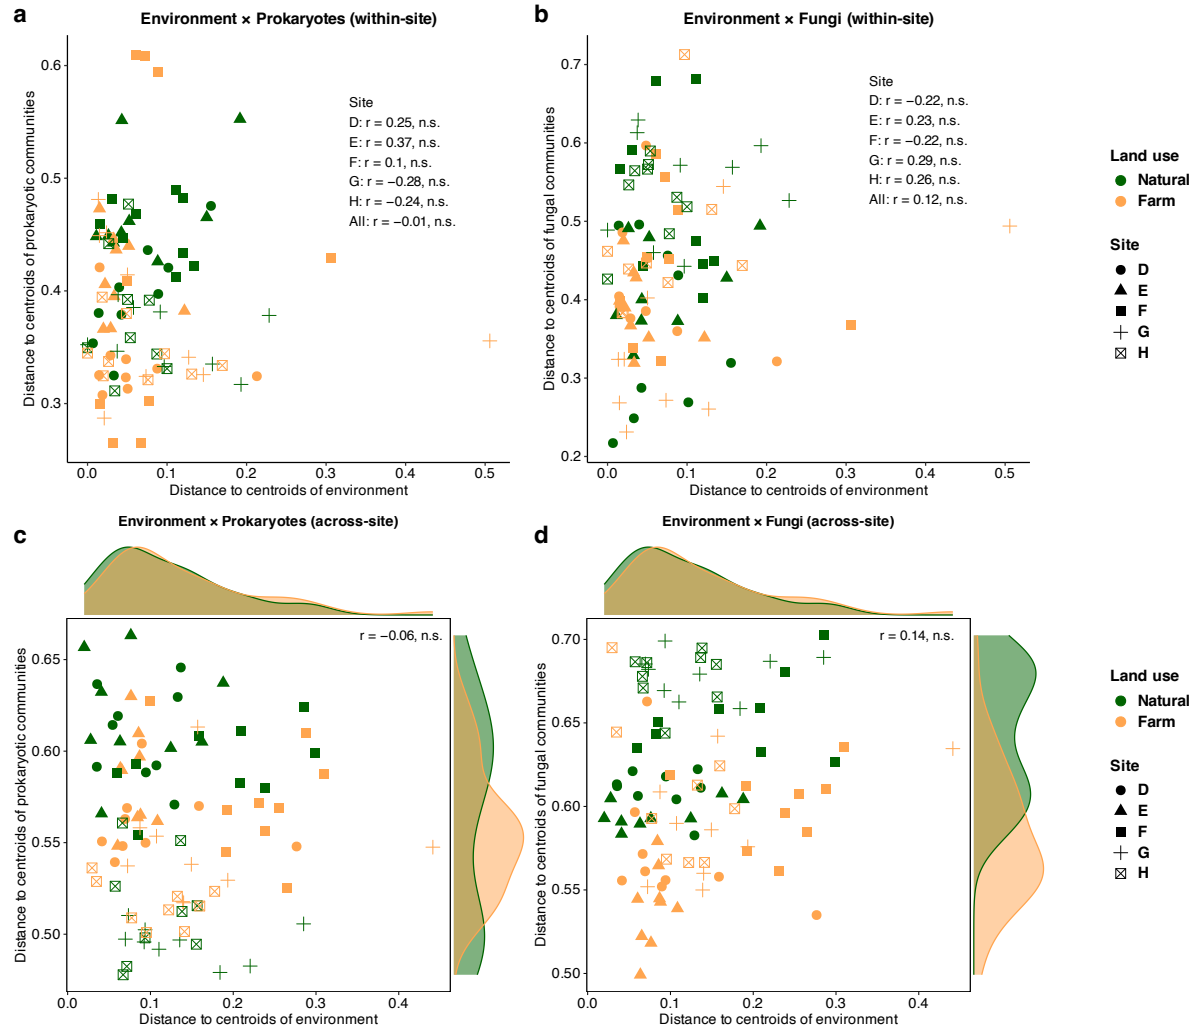 a
Environment × Prokaryotes (within-site)
Distance to centroids of prokaryotic communities
0.6
0.5
0.4
0.3
Site
D: r = 0.25, n.s.
E: r = 0.37, n.s.
F: r = 0.1, n.s.
G: r = −0.28, n.s.
H: r = −0.24, n.s.
All: r = −0.01, n.s.
0.0 0.1 0.2 0.3 0.4 0.5
Distance to centroids of environment
b
Environment × Fungi (within-site)
Distance to centroids of fungal communities
0.7
0.6
0.5
0.4
0.3
0.2
Site
D: r = −0.22, n.s.
E: r = 0.23, n.s.
F: r = −0.22, n.s.
G: r = 0.29, n.s.
H: r = 0.26, n.s.
All: r = 0.12, n.s.
0.0 0.1 0.2 0.3 0.4 0.5
Distance to centroids of environment
Land use
Natural
Farm
Site
D
E
F
G
H
c
Environment × Prokaryotes (across-site)
Distance to centroids of prokaryotic communities
r = −0.06, n.s.
0.65
0.60
0.55
0.50
0.0 0.1 0.2 0.3 0.4
Distance to centroids of environment
d
Environment × Fungi (across-site)
Distance to centroids of fungal communities
r = 0.14, n.s.
0.70
0.65
0.60
0.55
0.50
0.0 0.1 0.2 0.3 0.4
Distance to centroids of environment
Land use
Natural
Farm
Site
D
E
F
G
H